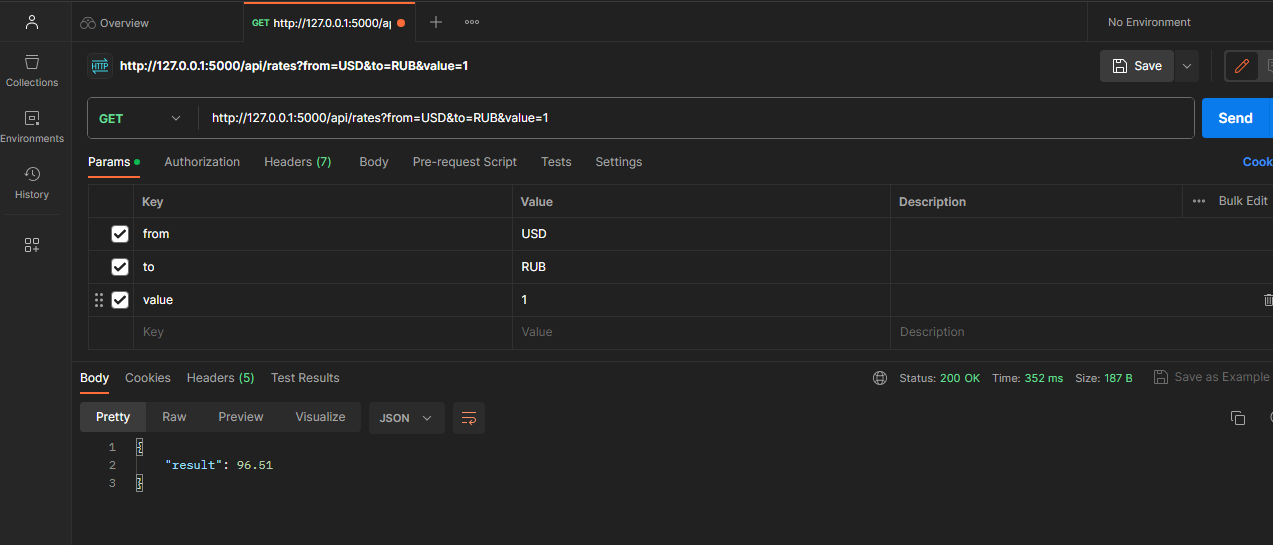 Overview
GET http://127.0.0.1:5000/a
No Environment
Collections
Environments
History
HTTP http://127.0.0.1:5000/api/rates?from=USD&to=RUB&value=1
Save
GET http://127.0.0.1:5000/api/rates?from=USD&to=RUB&value=1
Send
Params Authorization Headers (7) Body Pre-request Script Tests Settings Cook
Key Value Description Bulk Edit
from USD
to RUB
value 1
Key Value Description
Body Cookies Headers (5) Test Results Status: 200 OK Time: 352 ms Size: 187 B Save as Example
Pretty Raw Preview Visualize JSON
1 {
2 "result": 96.51
3 }